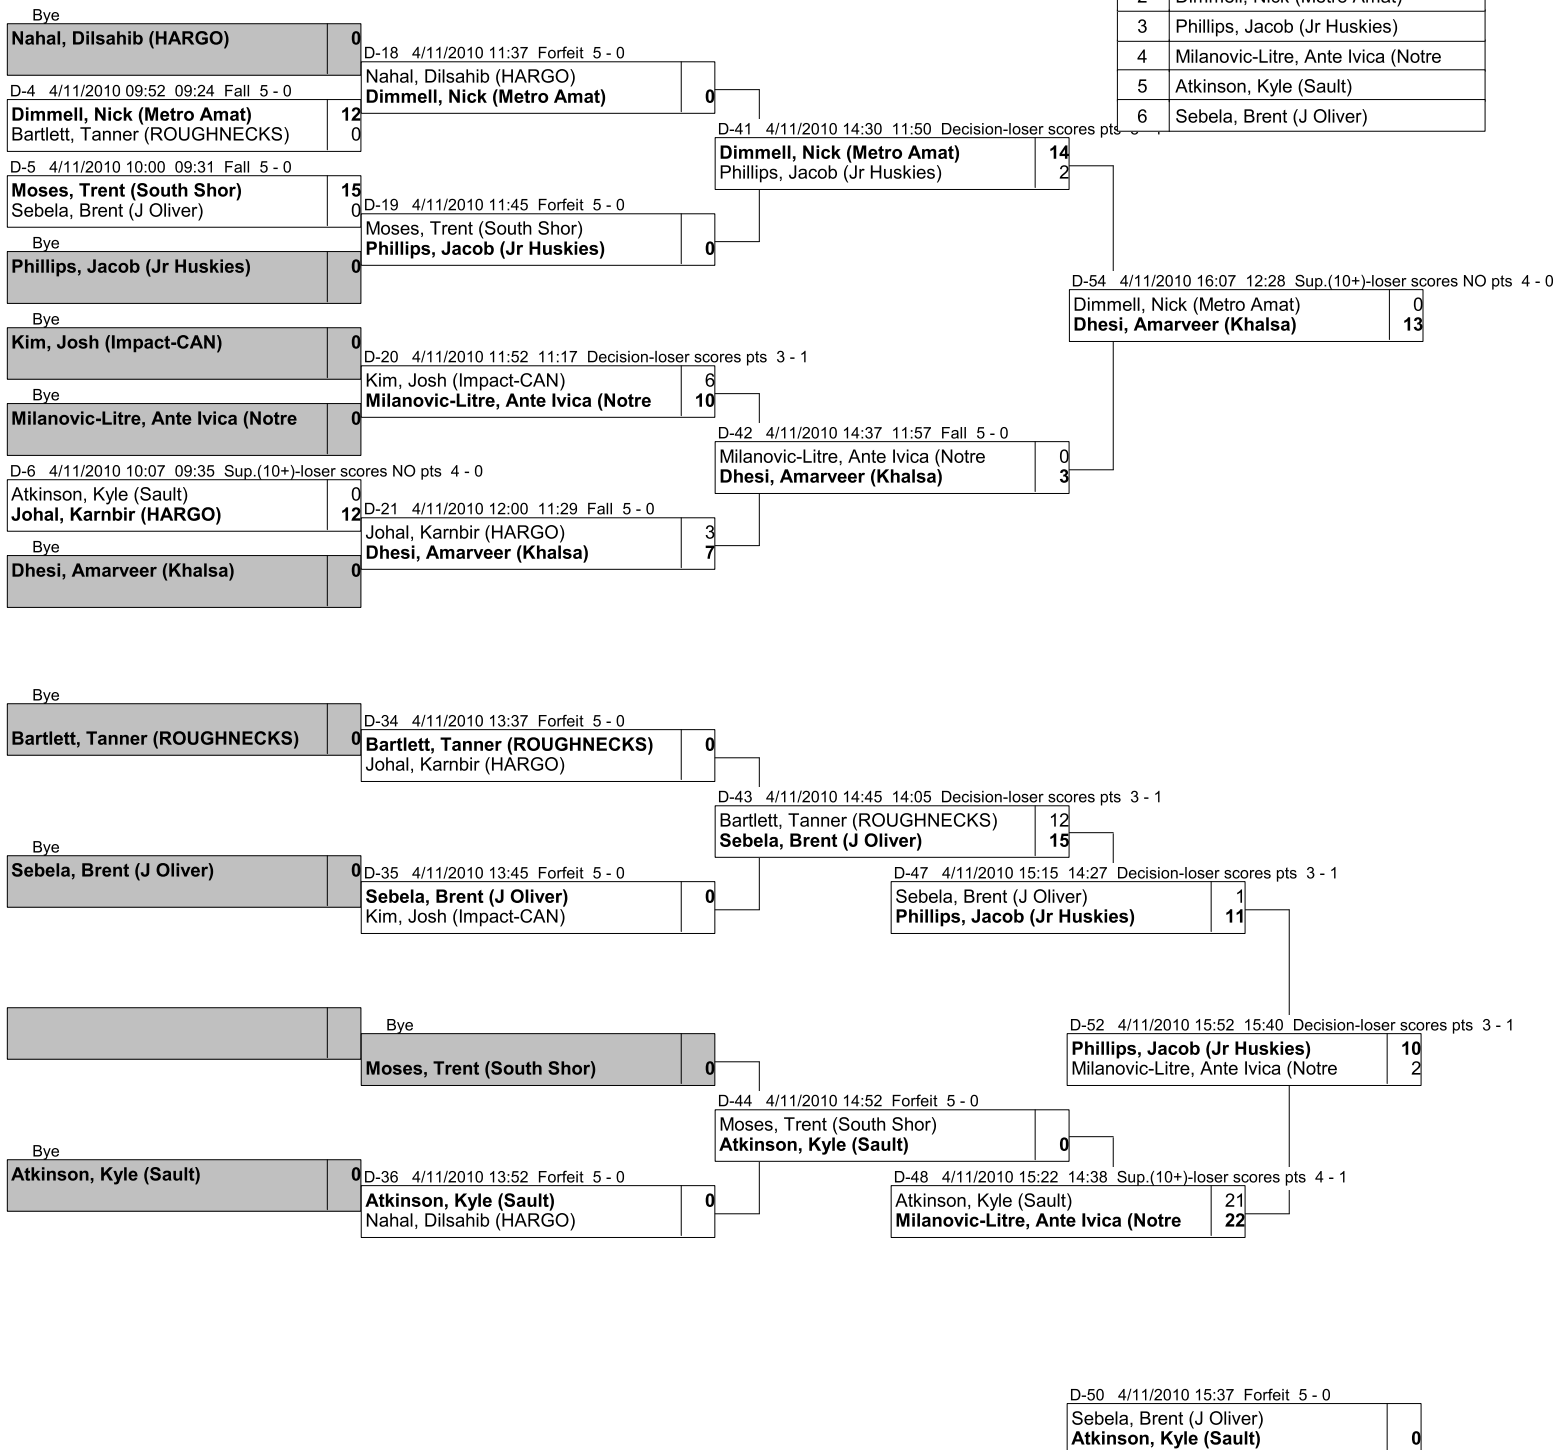 2 Dimmell, Nick (Metro Amat)
3 Phillips, Jacob (Jr Huskies)
4 Milanovic-Litre, Ante Ivica (Notre
5 Atkinson, Kyle (Sault)
6 Sebela, Brent (J Oliver)
Bye
Nahal, Dilsahib (HARGO) 0
D-4 4/11/2010 09:52 09:24 Fall 5 - 0
Dimmell, Nick (Metro Amat) 12
Bartlett, Tanner (ROUGHNECKS) 0
D-5 4/11/2010 10:00 09:31 Fall 5 - 0
Moses, Trent (South Shor) 15
Sebela, Brent (J Oliver) 0
Bye
Phillips, Jacob (Jr Huskies) 0
Bye
Kim, Josh (Impact-CAN) 0
Bye
Milanovic-Litre, Ante Ivica (Notre 0
D-6 4/11/2010 10:07 09:35 Sup.(10+)-loser scores NO pts 4 - 0
Atkinson, Kyle (Sault) 0
Johal, Karnbir (HARGO) 12
Bye
Dhesi, Amarveer (Khalsa) 0
D-18 4/11/2010 11:37 Forfeit 5 - 0
Nahal, Dilsahib (HARGO)
Dimmell, Nick (Metro Amat) 0
D-19 4/11/2010 11:45 Forfeit 5 - 0
Moses, Trent (South Shor)
Phillips, Jacob (Jr Huskies) 0
D-20 4/11/2010 11:52 11:17 Decision-loser scores pts 3 - 1
Kim, Josh (Impact-CAN) 6
Milanovic-Litre, Ante Ivica (Notre 10
D-21 4/11/2010 12:00 11:29 Fall 5 - 0
Johal, Karnbir (HARGO) 3
Dhesi, Amarveer (Khalsa) 7
D-41 4/11/2010 14:30 11:50 Decision-loser scores pts
Dimmell, Nick (Metro Amat) 14
Phillips, Jacob (Jr Huskies) 2
D-42 4/11/2010 14:37 11:57 Fall 5 - 0
Milanovic-Litre, Ante Ivica (Notre 0
Dhesi, Amarveer (Khalsa) 3
D-54 4/11/2010 16:07 12:28 Sup.(10+)-loser scores NO pts 4 - 0
Dimmell, Nick (Metro Amat) 0
Dhesi, Amarveer (Khalsa) 13
Bye
Bartlett, Tanner (ROUGHNECKS) 0
Bye
Sebela, Brent (J Oliver) 0
Bye
Atkinson, Kyle (Sault) 0
D-34 4/11/2010 13:37 Forfeit 5 - 0
Bartlett, Tanner (ROUGHNECKS) 0
Johal, Karnbir (HARGO)
D-35 4/11/2010 13:45 Forfeit 5 - 0
Sebela, Brent (J Oliver) 0
Kim, Josh (Impact-CAN)
Bye
Moses, Trent (South Shor) 0
D-36 4/11/2010 13:52 Forfeit 5 - 0
Atkinson, Kyle (Sault) 0
Nahal, Dilsahib (HARGO)
D-43 4/11/2010 14:45 14:05 Decision-loser scores pts 3 - 1
Bartlett, Tanner (ROUGHNECKS) 12
Sebela, Brent (J Oliver) 15
D-44 4/11/2010 14:52 Forfeit 5 - 0
Moses, Trent (South Shor)
Atkinson, Kyle (Sault) 0
D-47 4/11/2010 15:15 14:27 Decision-loser scores pts 3 - 1
Sebela, Brent (J Oliver) 1
Phillips, Jacob (Jr Huskies) 11
D-48 4/11/2010 15:22 14:38 Sup.(10+)-loser scores pts 4 - 1
Atkinson, Kyle (Sault) 21
Milanovic-Litre, Ante Ivica (Notre 22
D-52 4/11/2010 15:52 15:40 Decision-loser scores pts 3 - 1
Phillips, Jacob (Jr Huskies) 10
Milanovic-Litre, Ante Ivica (Notre 2
D-50 4/11/2010 15:37 Forfeit 5 - 0
Sebela, Brent (J Oliver)
Atkinson, Kyle (Sault) 0